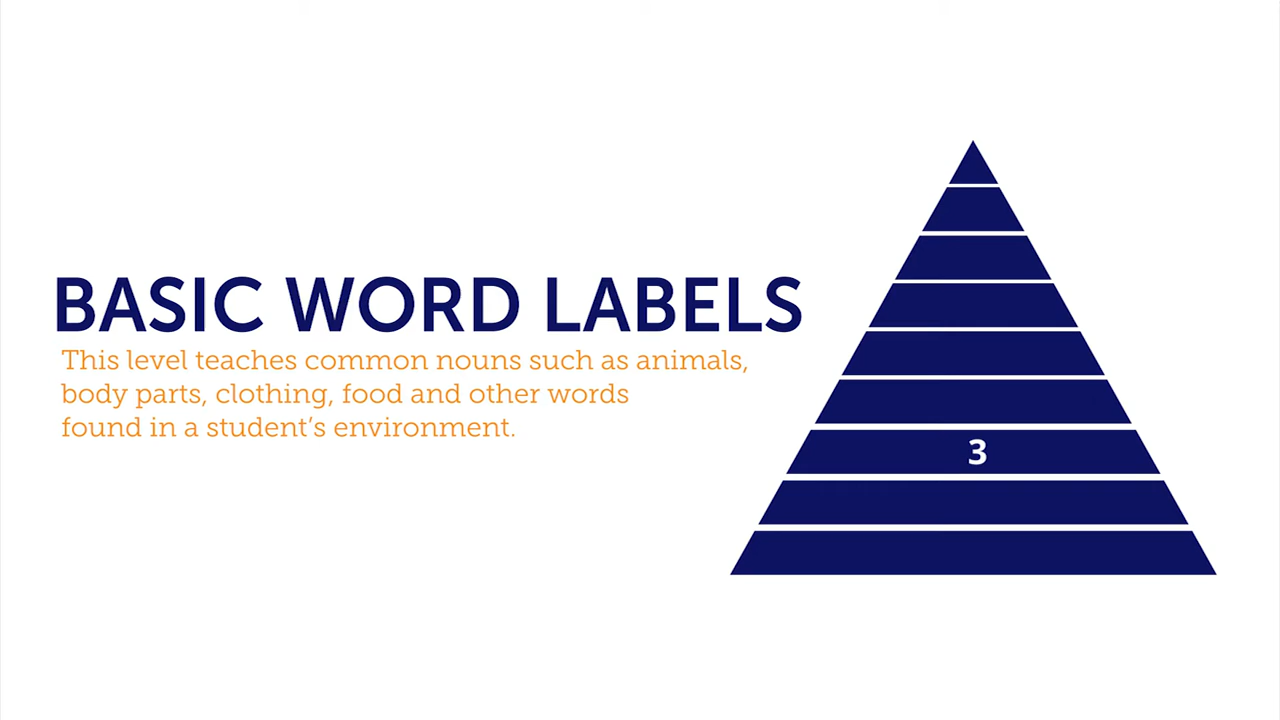 BASIC WORD LABELS
This level teaches common nouns such as animals,
body parts, clothing, food and other words
found in a student’s environment.
3